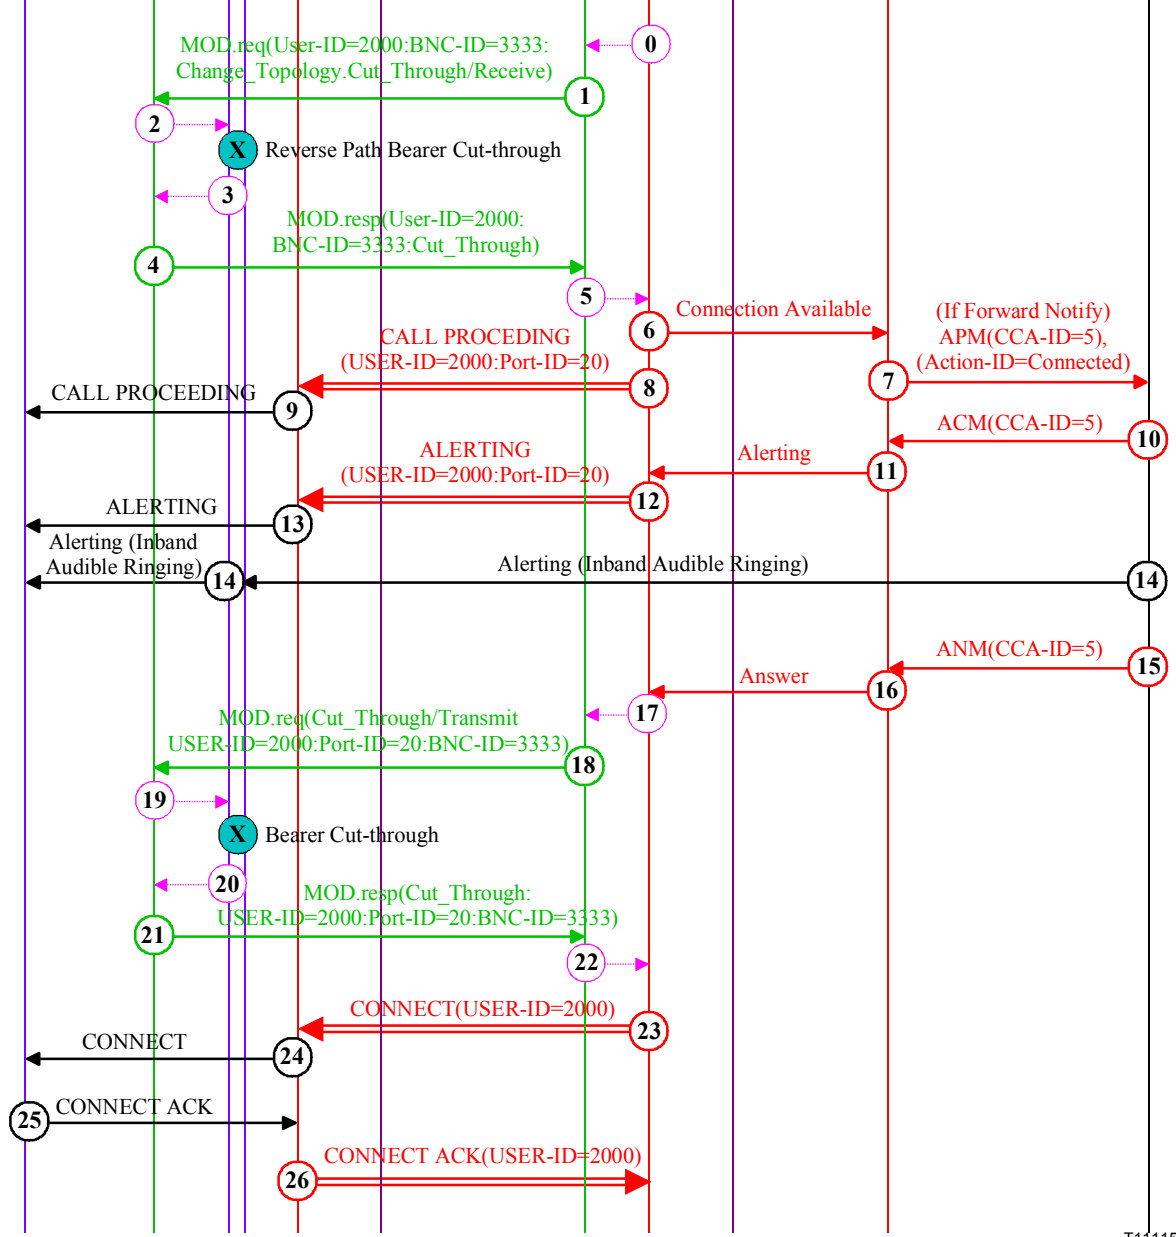 0
MOD.req(User-ID=2000:BNC-ID=3333:
Change_Topology.Cut_Through/Receive)
1
2
X
Reverse Path Bearer Cut-through
3
MOD.resp(User-ID=2000:
BNC-ID=3333:Cut_Through)
4
5
Connection Available
6
(If Forward Notify)
APM(CCA-ID=5),
(Action-ID=Connected)
7
CALL PROCEDING
(USER-ID=2000:Port-ID=20)
8
CALL PROCEEDING
9
ACM(CCA-ID=5)
10
Alerting
11
ALERTING
(USER-ID=2000:Port-ID=20)
12
ALERTING
13
Alerting (Inband
Audible Ringing)
14
Alerting (Inband Audible Ringing)
14
ANM(CCA-ID=5)
15
Answer
16
17
MOD.req(Cut_Through/Transmit
USER-ID=2000:Port-ID=20:BNC-ID=3333)
18
19
X
Bearer Cut-through
20
MOD.resp(Cut_Through:
USER-ID=2000:Port-ID=20:BNC-ID=3333)
21
22
CONNECT(USER-ID=2000)
23
CONNECT
24
CONNECT ACK
25
CONNECT ACK(USER-ID=2000)
26